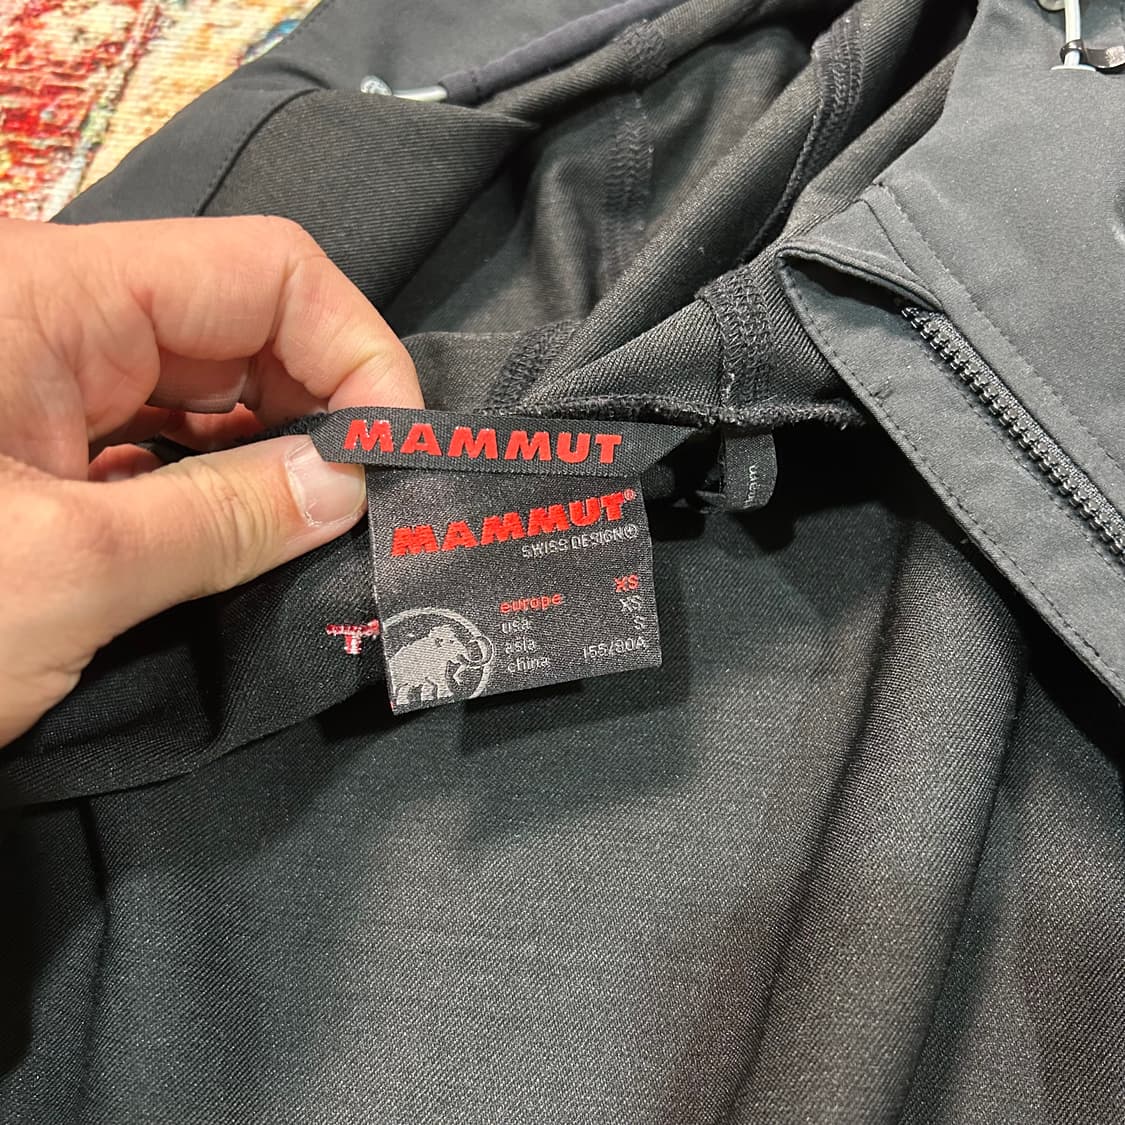 MAMMUT
MAMMUT®
SWISS DESIGN
europe XS
usa XS
asia S
china 155/80A